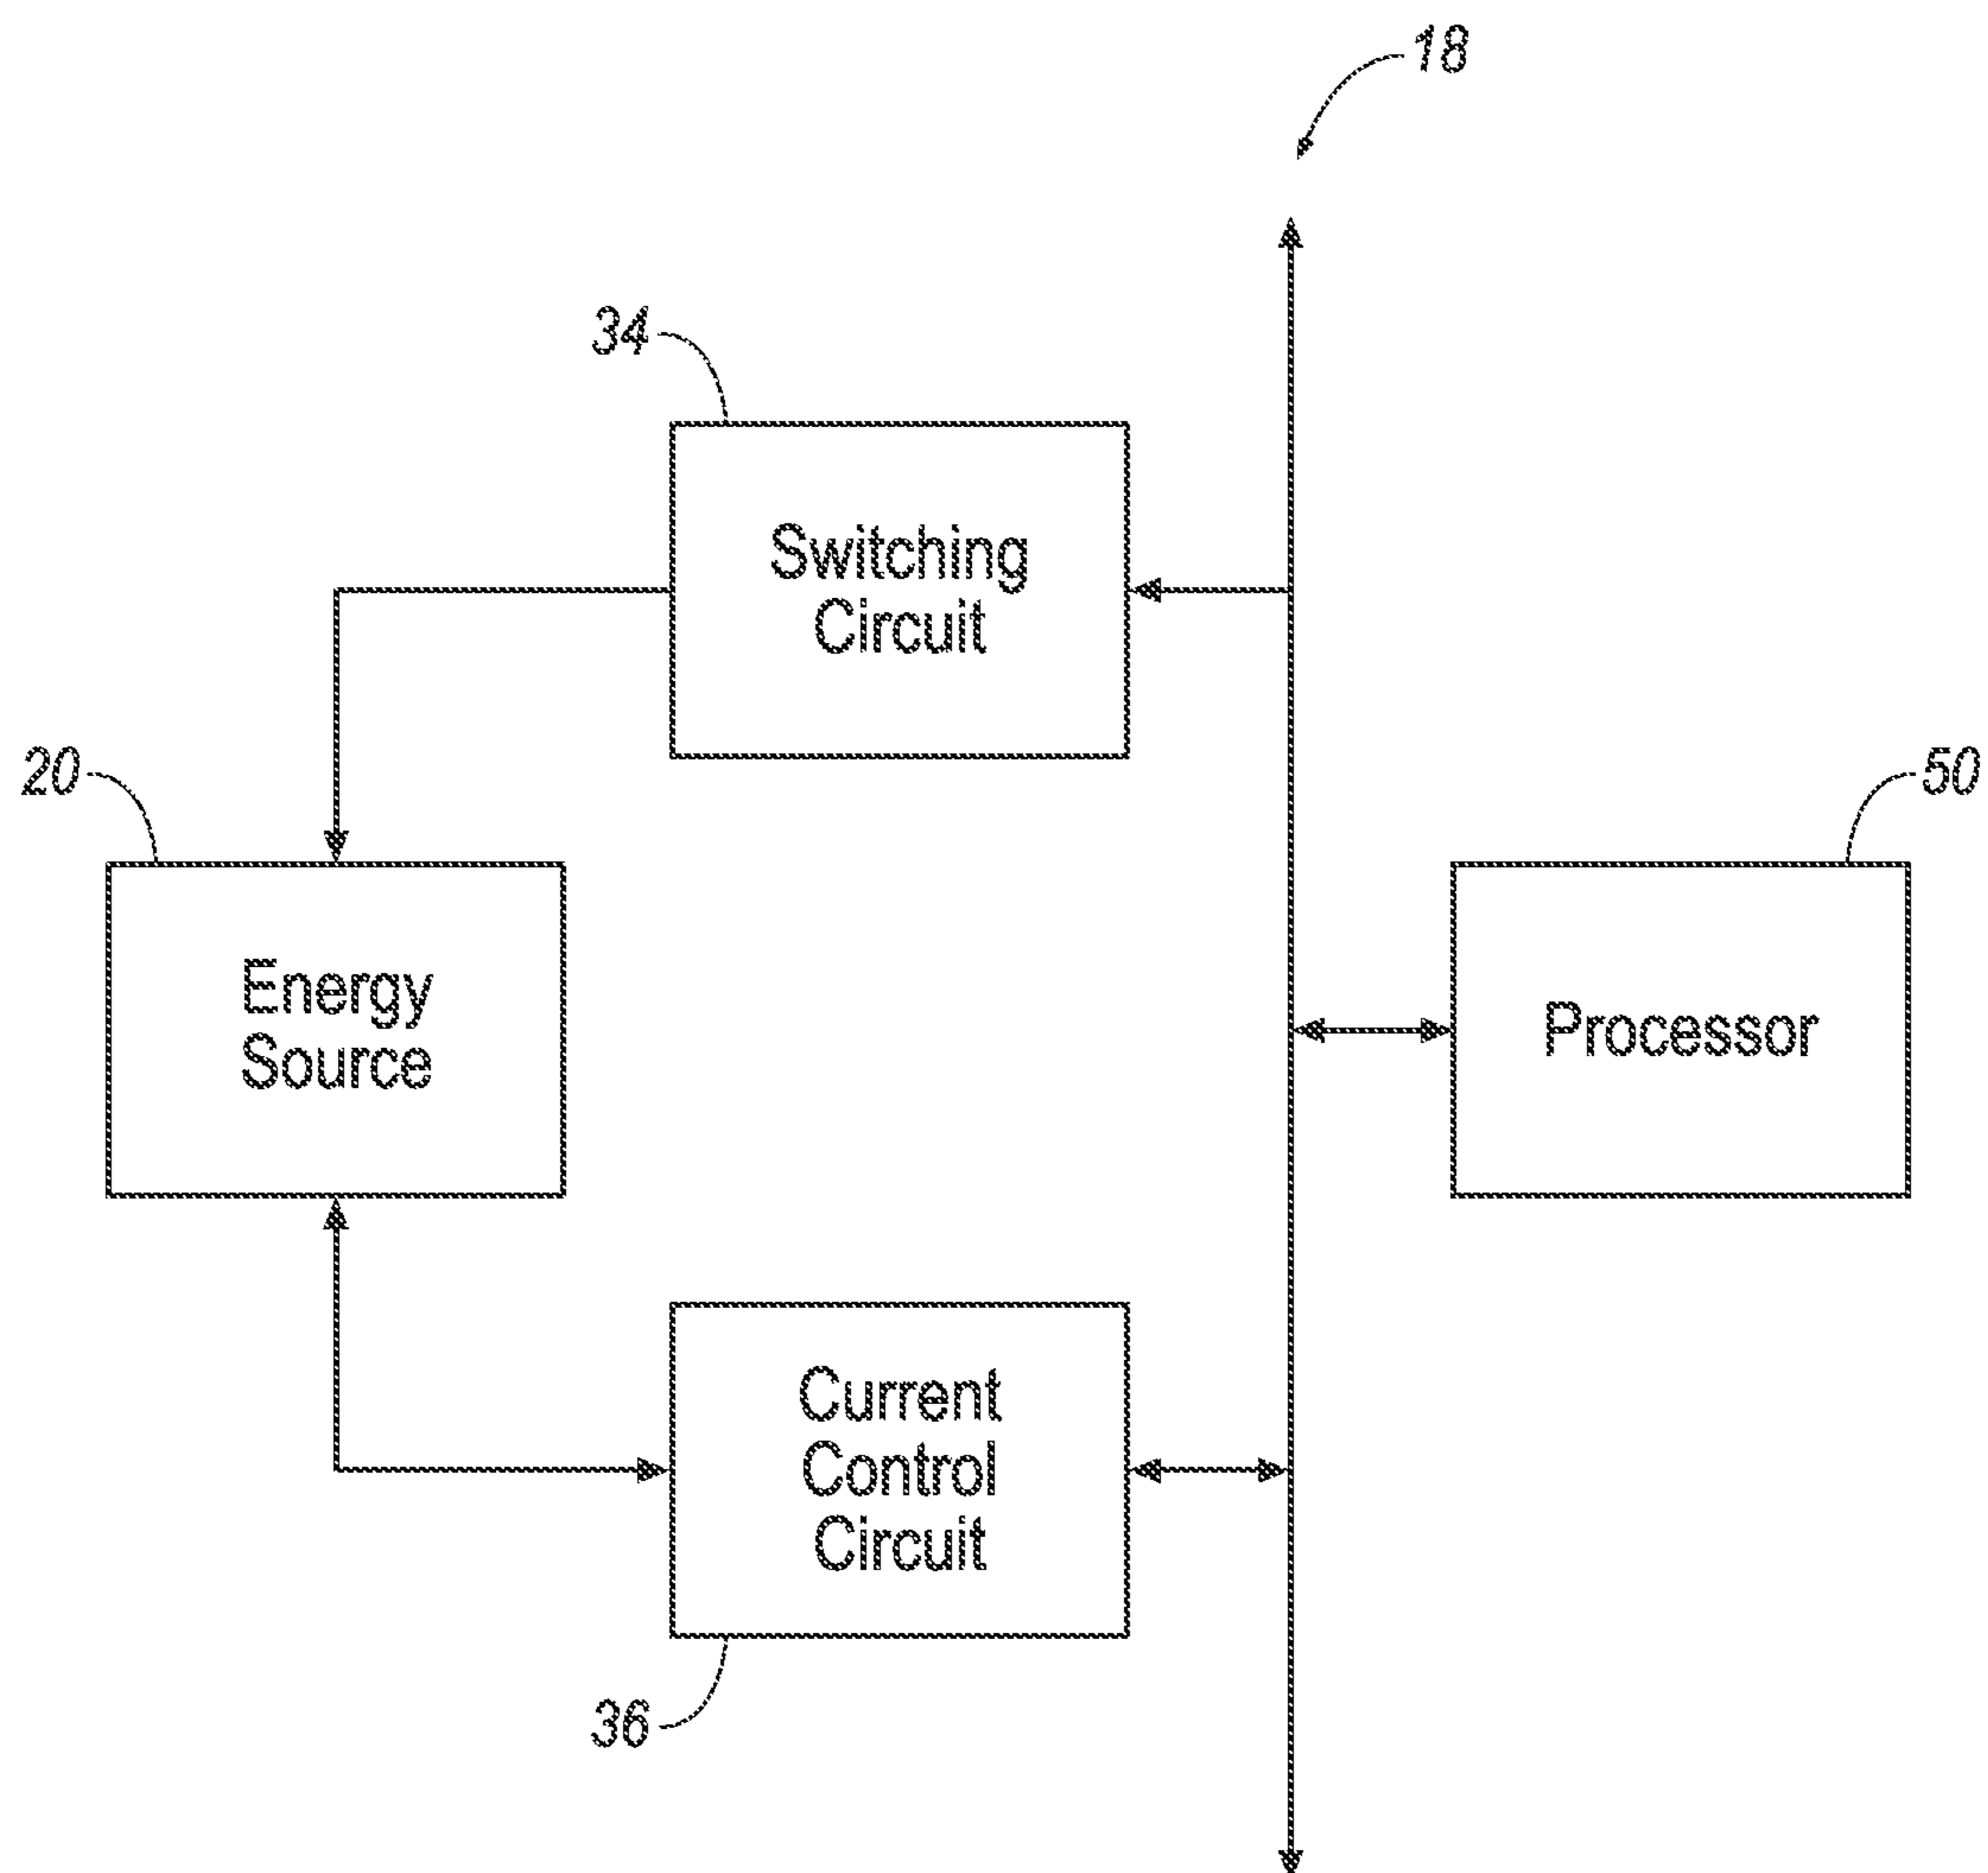 18
34
Switching
Circuit
20
50
Energy
Source
Processor
Current
Control
Circuit
36